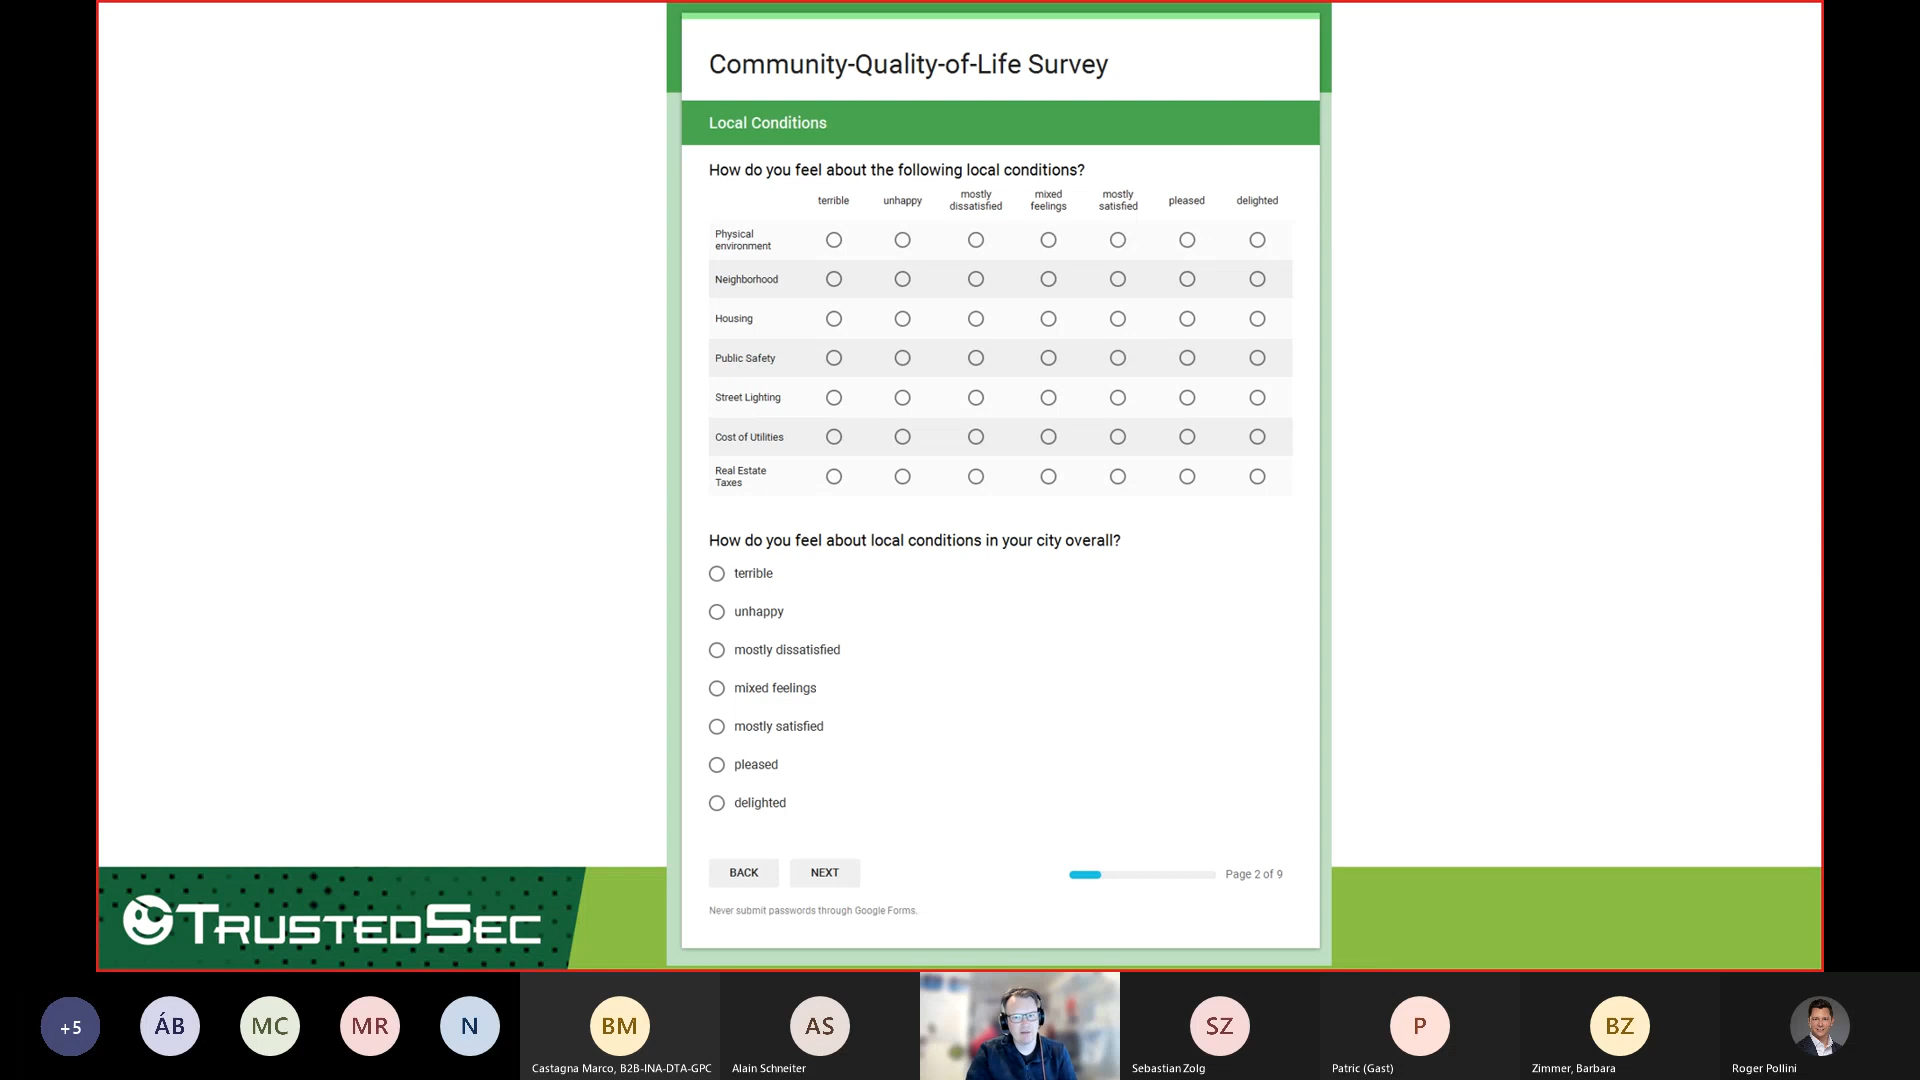 Community-Quality-of-Life Survey
Local Conditions
How do you feel about the following local conditions?
terrible unhappy mostly dissatisfied mixed feelings mostly satisfied pleased delighted
Physical environment
Neighborhood
Housing
Public Safety
Street Lighting
Cost of Utilities
Real Estate Taxes
How do you feel about local conditions in your city overall?
terrible
unhappy
mostly dissatisfied
mixed feelings
mostly satisfied
pleased
delighted
BACK NEXT Page 2 of 9
Never submit passwords through Google Forms.
TRUSTEDSEC
+5 ÁB MC MR N BM AS SZ P BZ
Castagna Marco, B2B-INA-DTA-GPC Alain Schneiter Sebastian Zolg Patric (Gast) Zimmer, Barbara Roger Pollini